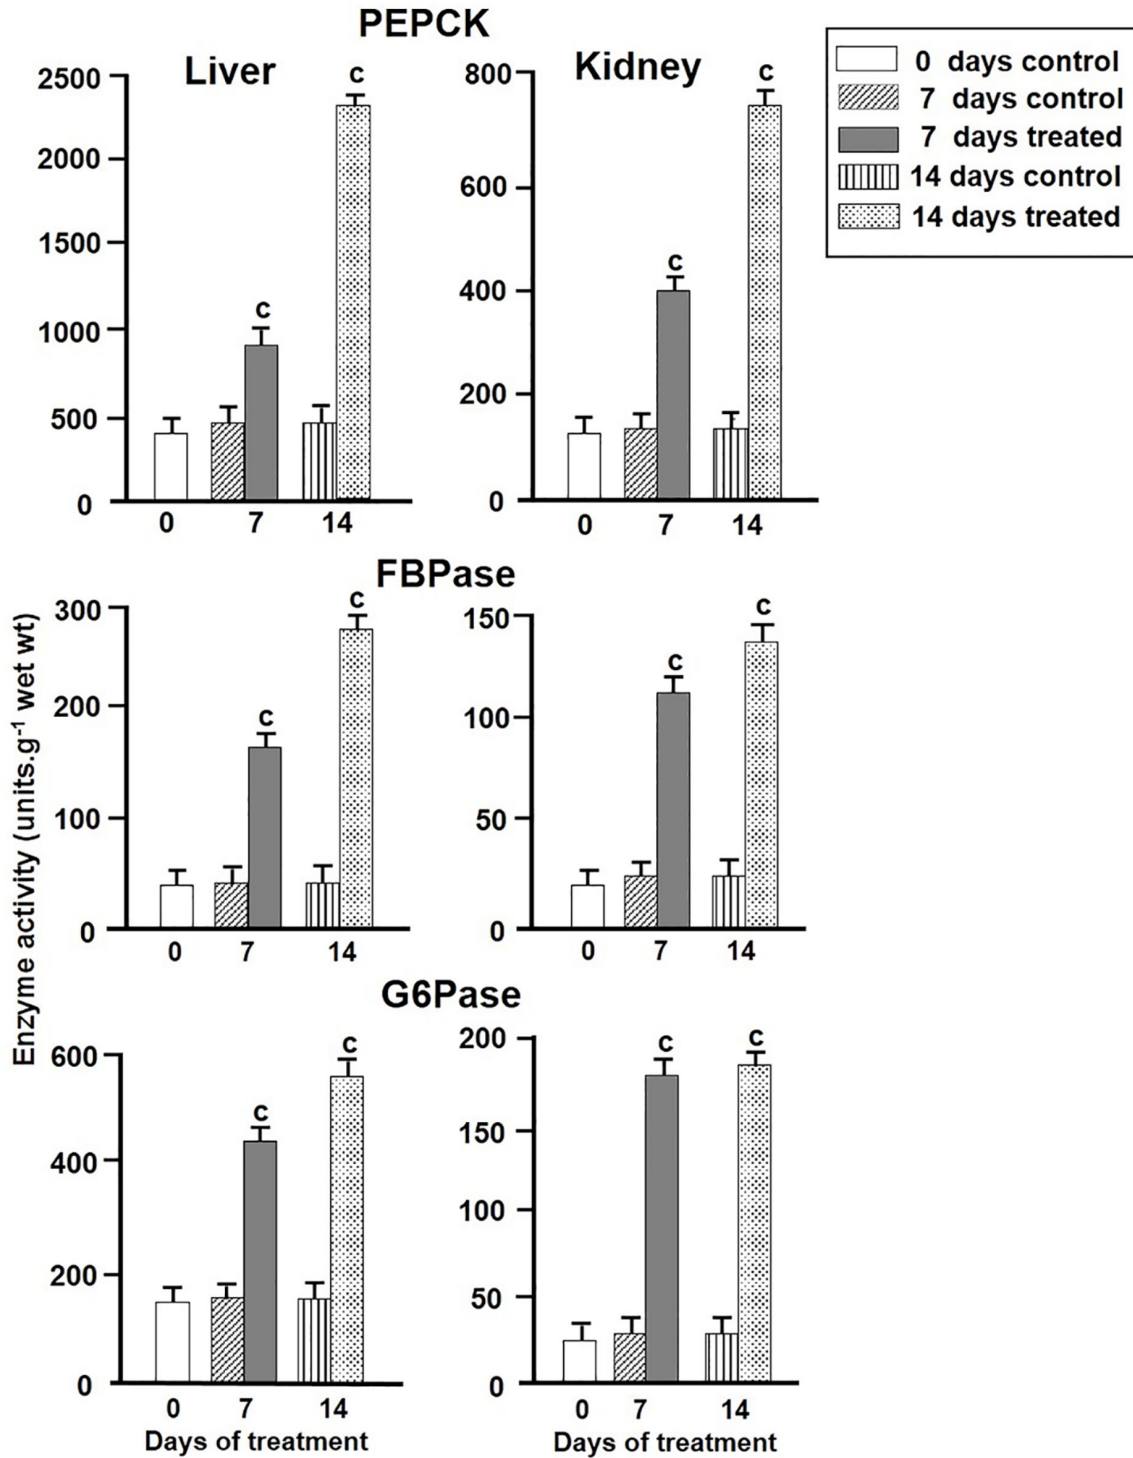 PEPCK
Liver
Kidney
0 days control
7 days control
7 days treated
14 days control
14 days treated
2500
2000
1500
1000
500
0
c
c
0 7 14
800
600
400
200
0
c
c
0 7 14
FBPase
Enzyme activity (units.g⁻¹ wet wt)
300
200
100
0
c
c
0 7 14
150
100
50
0
c
c
0 7 14
G6Pase
600
400
200
0
c
c
0 7 14
Days of treatment
200
150
100
50
0
c
c
0 7 14
Days of treatment